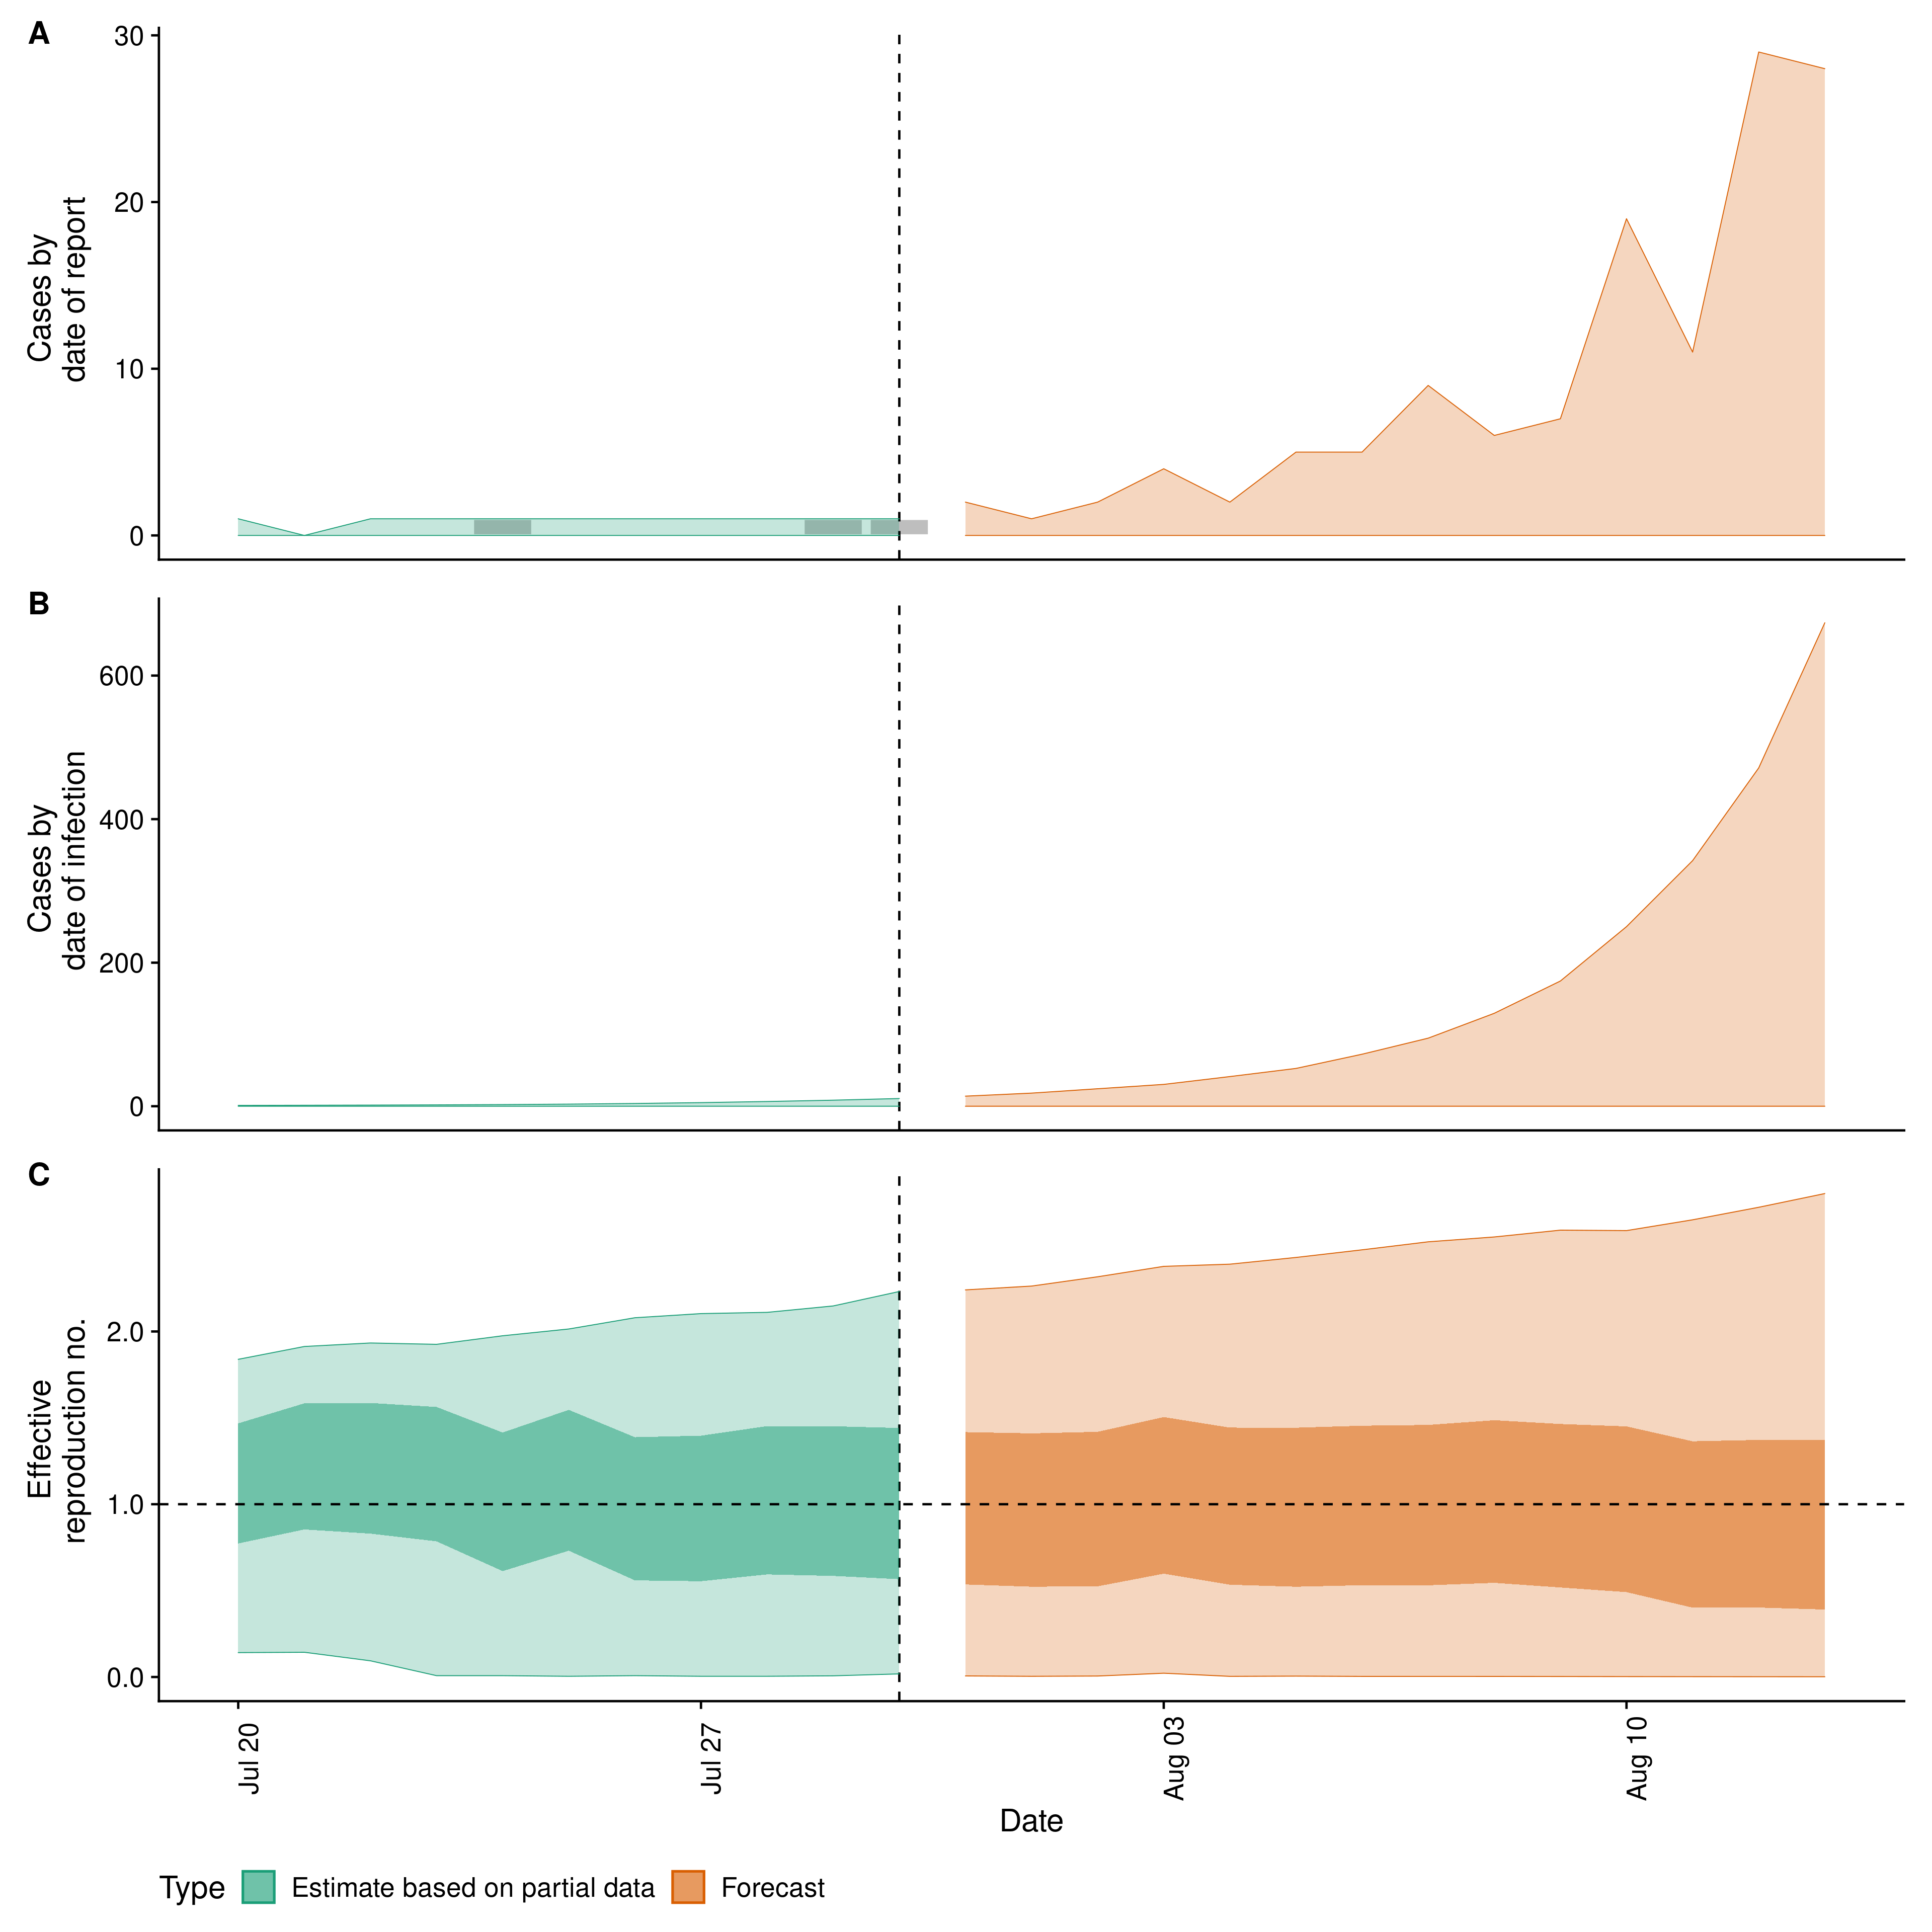 A
30
20
10
0
Cases by
date of report
B
600
400
200
0
Cases by
date of infection
C
2.0
1.0
0.0
Effective
reproduction no.
Jul 20
Jul 27
Aug 03
Aug 10
Date
Type
Estimate based on partial data
Forecast